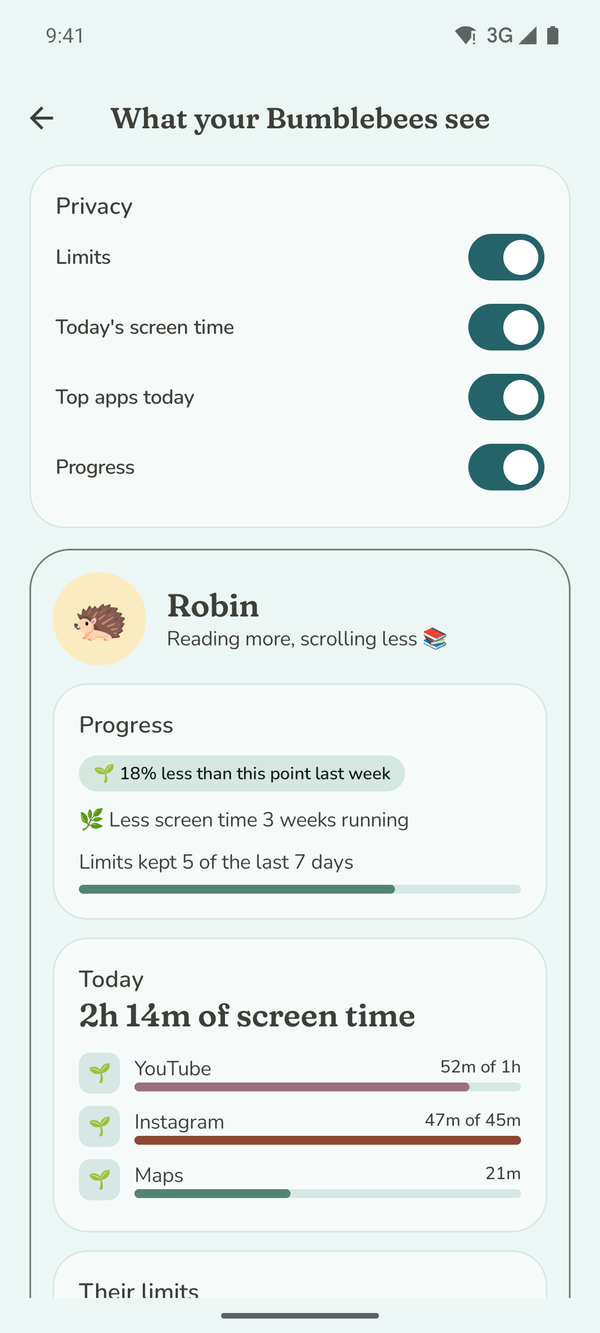 9:41
3G
What your Bumblebees see
Privacy
Limits
Today's screen time
Top apps today
Progress
Robin
Reading more, scrolling less 📚
Progress
🌱 18% less than this point last week
🌿 Less screen time 3 weeks running
Limits kept 5 of the last 7 days
Today
2h 14m of screen time
YouTube 52m of 1h
Instagram 47m of 45m
Maps 21m
Their limits